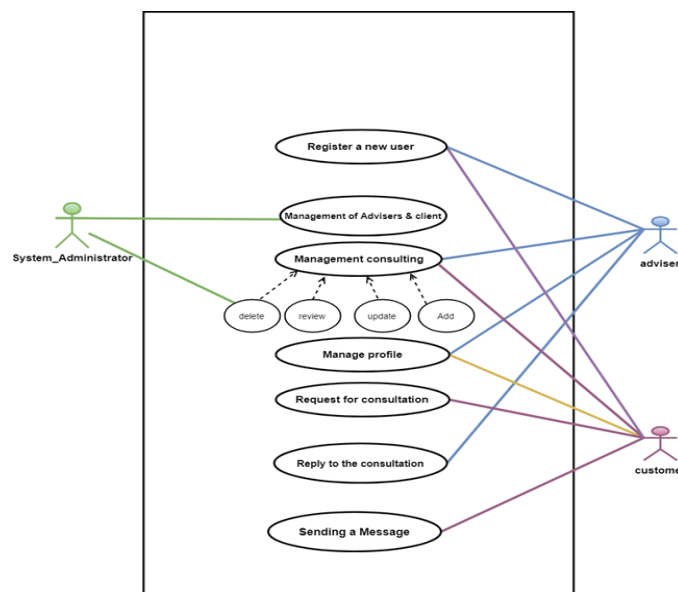 Register a new user
Management of Advisers & client
System_Administrator
Management consulting
adviser
delete
review
update
Add
Manage profile
Request for consultation
Reply to the consultation
custome
Sending a Message